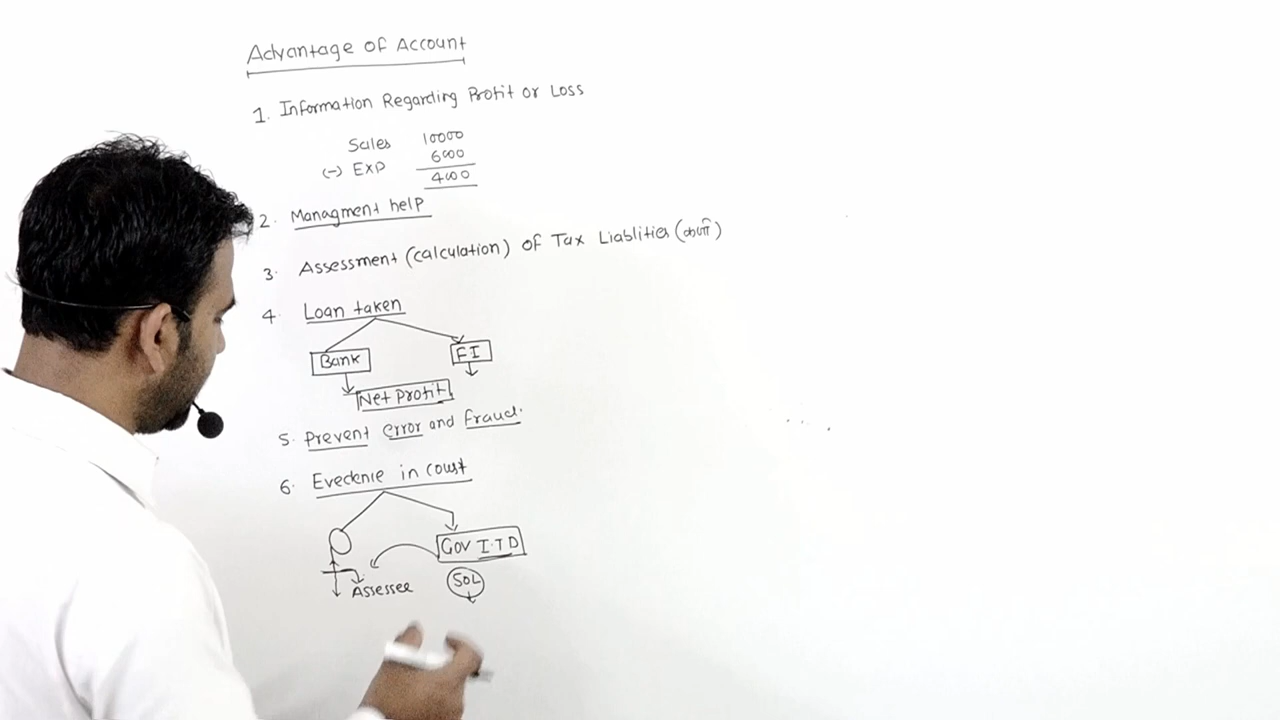 Advantage of Account
1. Information Regarding Profit or Loss
Sales 10000
(-) EXP 6000
4000
2. Managment help
3. Assessment (calculation) of Tax Liablities
4. Loan taken
Bank FI
Net profit
5. Prevent error and fraud.
6. Evedence in court
Gov I.T D
Assessee SOL